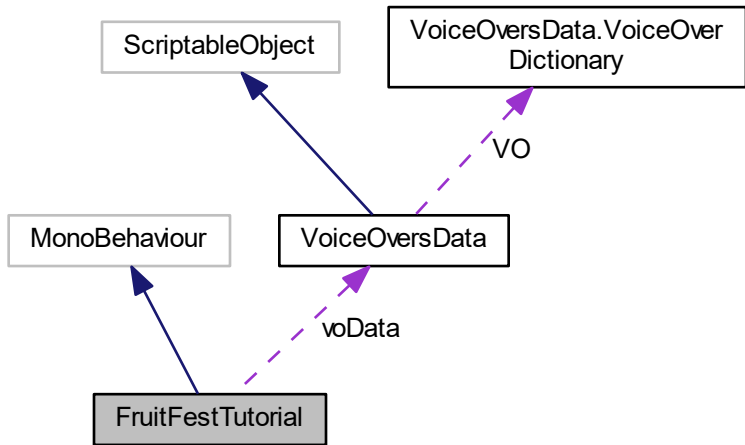 ScriptableObject
VoiceOversData.VoiceOver
Dictionary
VO
MonoBehaviour
VoiceOversData
voData
FruitFestTutorial